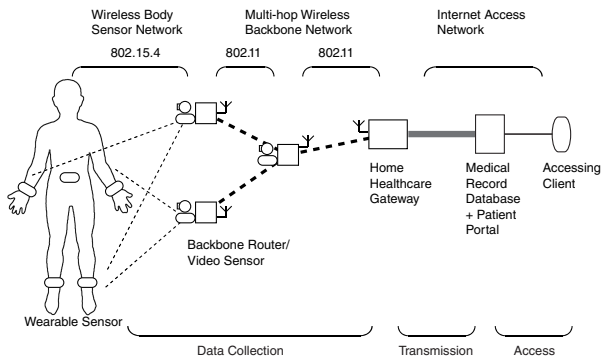 Wireless Body
Sensor Network
Multi-hop Wireless
Backbone Network
Internet Access
Network
802.15.4
802.11
802.11
Home
Healthcare
Gateway
Medical
Record
Database
+ Patient
Portal
Accessing
Client
Backbone Router/
Video Sensor
Wearable Sensor
Data Collection
Transmission
Access